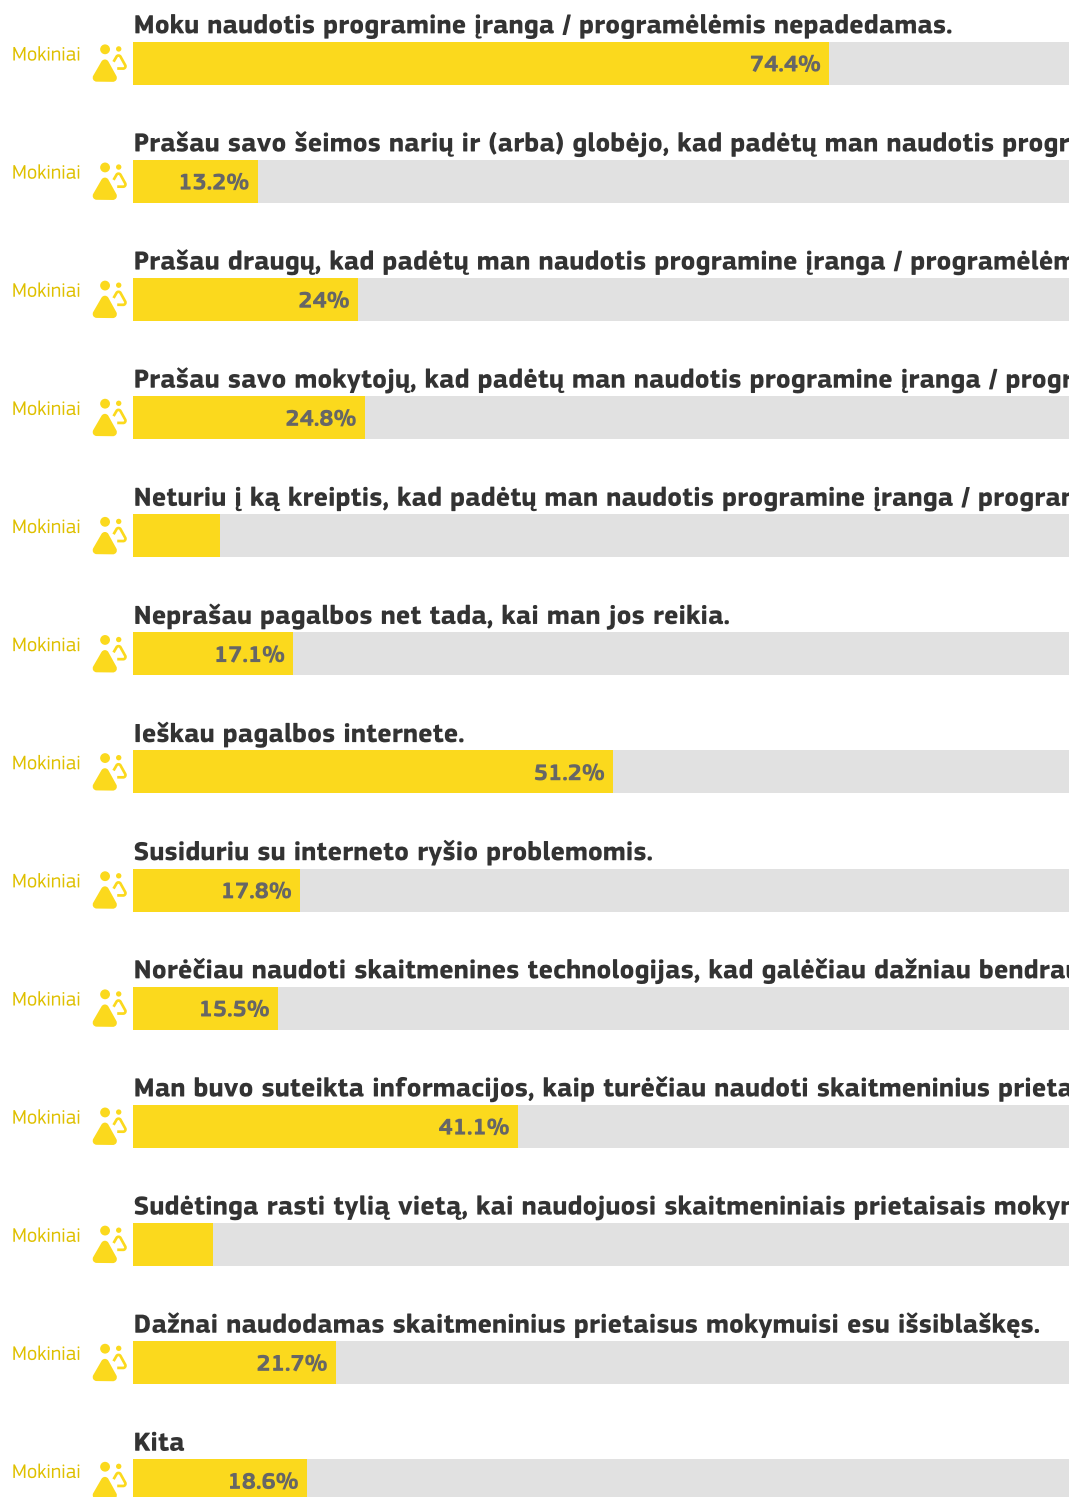 Moku naudotis programine įranga / programėlėmis nepadedamas.
Mokiniai
74.4%
Prašau savo šeimos narių ir (arba) globėjo, kad padėtų man naudotis progr
Mokiniai
13.2%
Prašau draugų, kad padėtų man naudotis programine įranga / programėlėm
Mokiniai
24%
Prašau savo mokytojų, kad padėtų man naudotis programine įranga / progr
Mokiniai
24.8%
Neturiu į ką kreiptis, kad padėtų man naudotis programine įranga / program
Mokiniai
Neprašau pagalbos net tada, kai man jos reikia.
Mokiniai
17.1%
Ieškau pagalbos internete.
Mokiniai
51.2%
Susiduriu su interneto ryšio problemomis.
Mokiniai
17.8%
Norėčiau naudoti skaitmenines technologijas, kad galėčiau dažniau bendrau
Mokiniai
15.5%
Man buvo suteikta informacijos, kaip turėčiau naudoti skaitmeninius prieta
Mokiniai
41.1%
Sudėtinga rasti tylią vietą, kai naudojuosi skaitmeniniais prietaisais mokym
Mokiniai
Dažnai naudodamas skaitmeninius prietaisus mokymuisi esu išsiblaškęs.
Mokiniai
21.7%
Kita
Mokiniai
18.6%